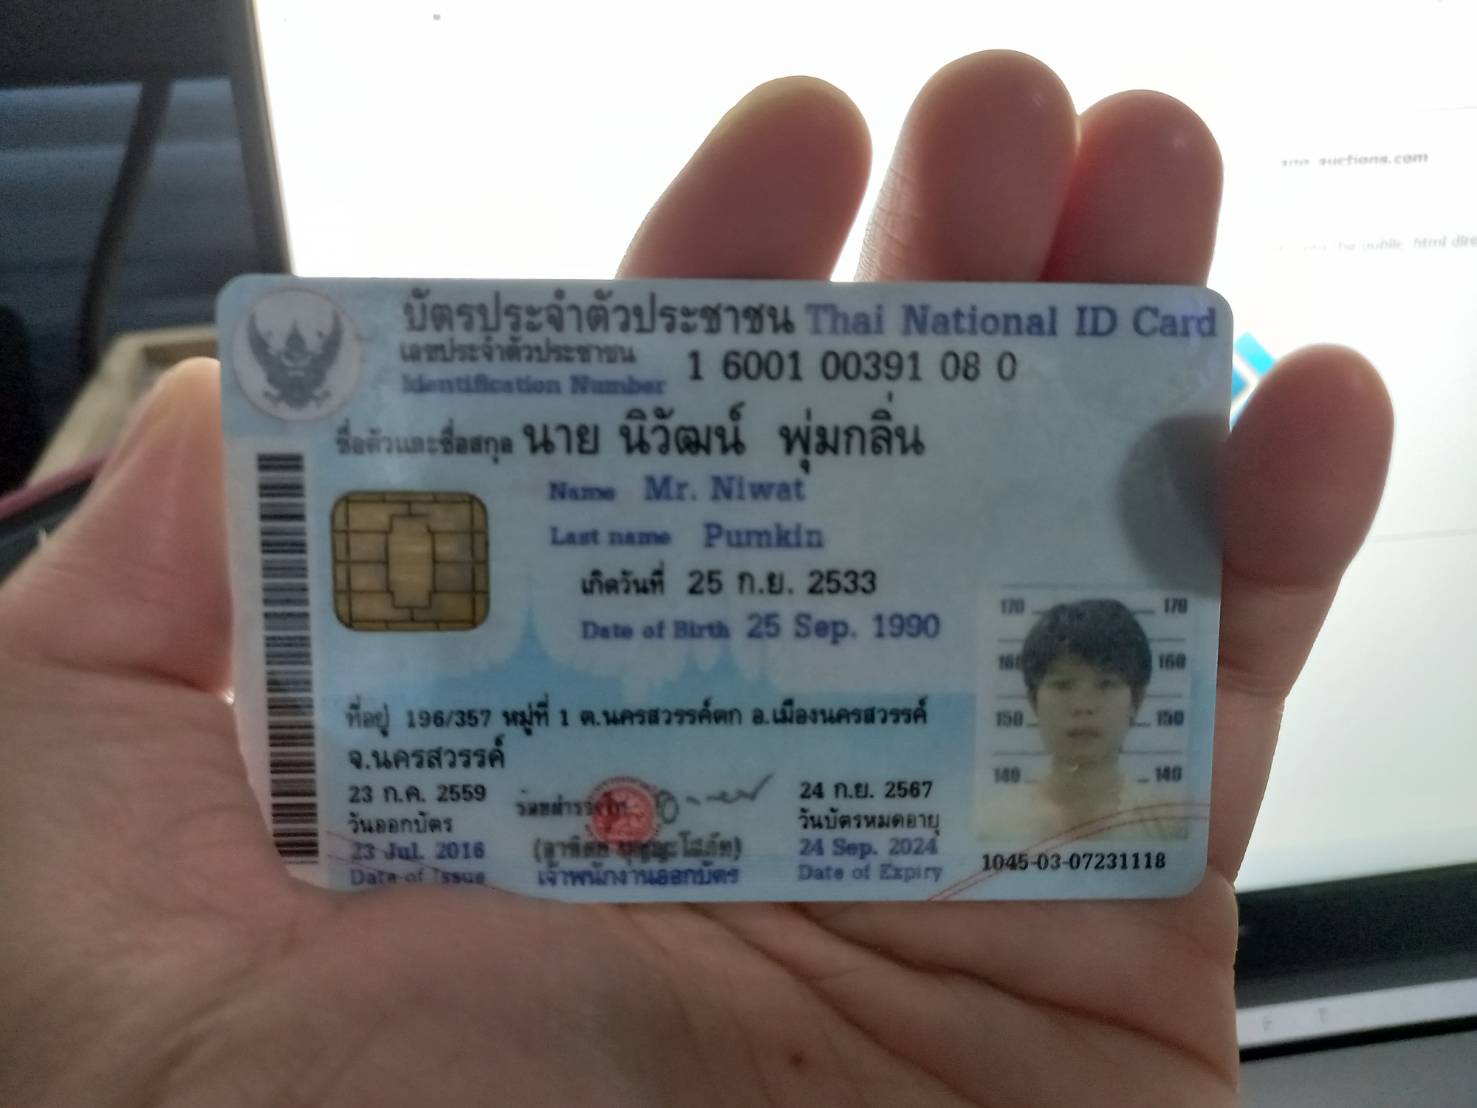 ann auctions.com
public_html dire
บัตรประจำตัวประชาชน Thai National ID Card
เลขประจำตัวประชาชน
Identification Number
1 6001 00391 08 0
ชื่อตัวและชื่อสกุล นาย นิวัฒน์ พุ่มกลิ่น
Name Mr. Niwat
Last name Pumkin
เกิดวันที่ 25 ก.ย. 2533
Date of Birth 25 Sep. 1990
170 170
160 160
150 150
140 140
ที่อยู่ 196/357 หมู่ที่ 1 ต.นครสวรรค์ตก อ.เมืองนครสวรรค์
จ.นครสวรรค์
23 ก.ค. 2559
วันออกบัตร
23 Jul. 2016
Date of Issue
เจ้าพนักงานออกบัตร
24 ก.ย. 2567
วันบัตรหมดอายุ
24 Sep. 2024
Date of Expiry
1045-03-07231118